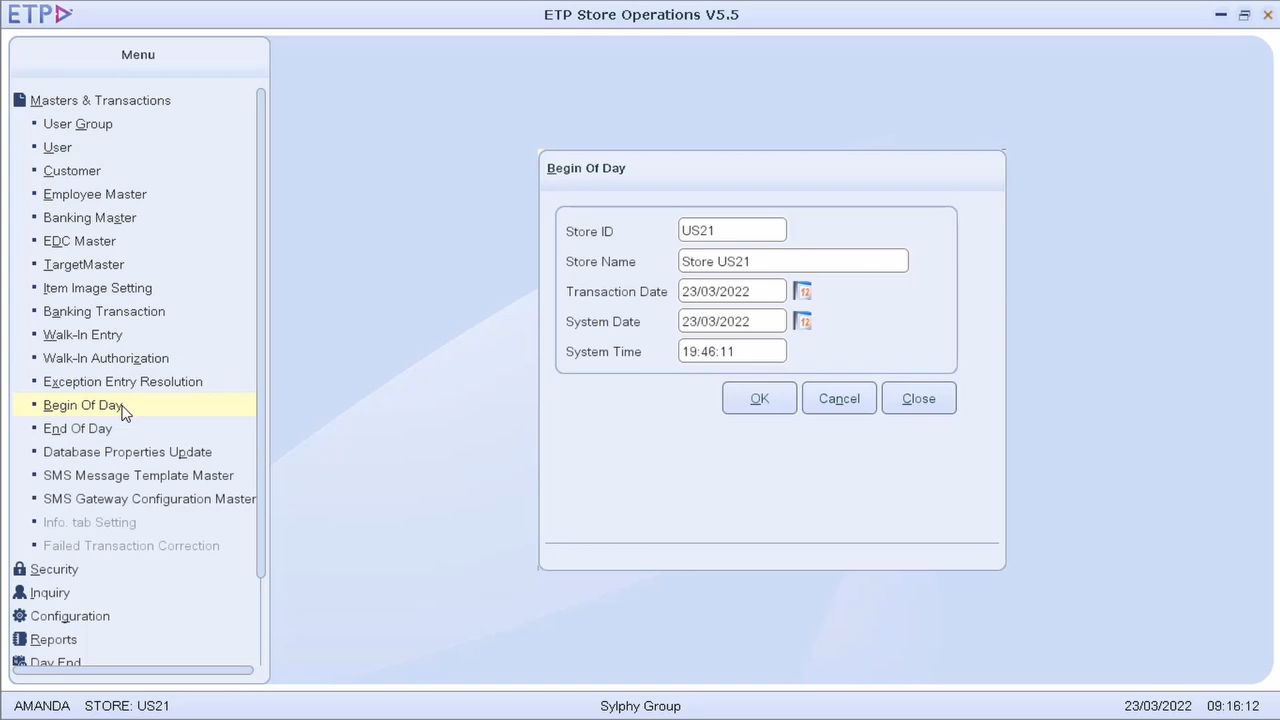 ETP
ETP Store Operations V5.5
Menu
Masters & Transactions
User Group
User
Customer
Employee Master
Banking Master
EDC Master
TargetMaster
Item Image Setting
Banking Transaction
Walk-In Entry
Walk-In Authorization
Exception Entry Resolution
Begin Of Day
End Of Day
Database Properties Update
SMS Message Template Master
SMS Gateway Configuration Master
Info. tab Setting
Failed Transaction Correction
Security
Inquiry
Configuration
Reports
Day End
Begin Of Day
Store ID US21
Store Name Store US21
Transaction Date 23/03/2022 12
System Date 23/03/2022 12
System Time 19:46:11
OK Cancel Close
AMANDA STORE: US21 Sylphy Group 23/03/2022 09:16:12